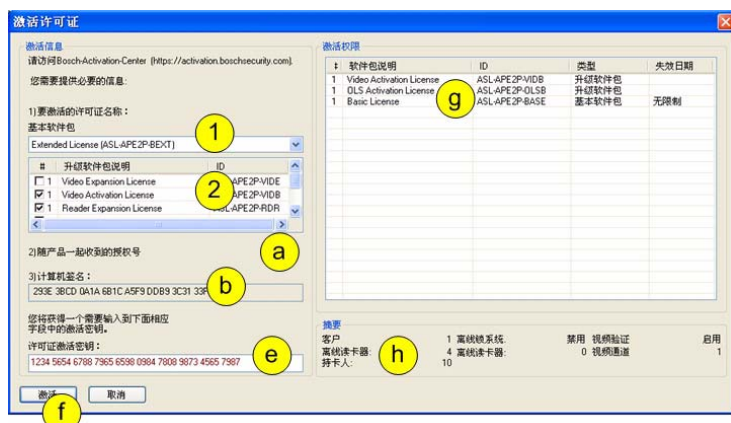 激活许可证
激活信息
请访问Bosch-Activation-Center (https://activation.boschsecurity.com).
您需要提供必要的信息:
1)要激活的许可证名称:
基本软件包
1
Extended License (ASL-APE2P-BEXT)
# 升级软件包说明 ID
1 Video Expansion License ASL-APE2P-VIDE
1 Video Activation License APE2P-VIDB
1 Reader Expansion License ASL-APE2P-RDR
2
a
2)随产品一起收到的授权号
3)计算机签名:
b
293E 3BCD 0A1A 6B1C A5F9 DDB9 3C31
您将获得一个需要输入到下面相应
字段中的激活密钥。
许可证激活密钥:
e
1234 5654 6788 7965 6598 0984 7808 9873 4565 7987
激活 取消
f
激活权限
# 软件包说明 ID 类型 失效日期
1 Video Activation License ASL-APE2P-VIDB 升级软件包
1 OLS Activation License ASL-APE2P-OLSB 升级软件包
1 Basic License ASL-APE2P-BASE 基本软件包 无限制
g
摘要
客户 1 离线锁系统: 禁用 视频验证 启用
离线读卡器: 4 离线读卡器: 0 视频通道 1
持卡人: 10
h